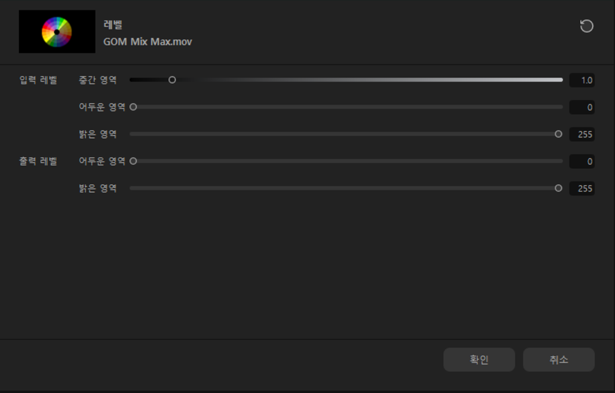 레벨
GOM Mix Max.mov
입력 레벨 중간 영역 1.0
어두운 영역 0
밝은 영역 255
출력 레벨 어두운 영역 0
밝은 영역 255
확인 취소